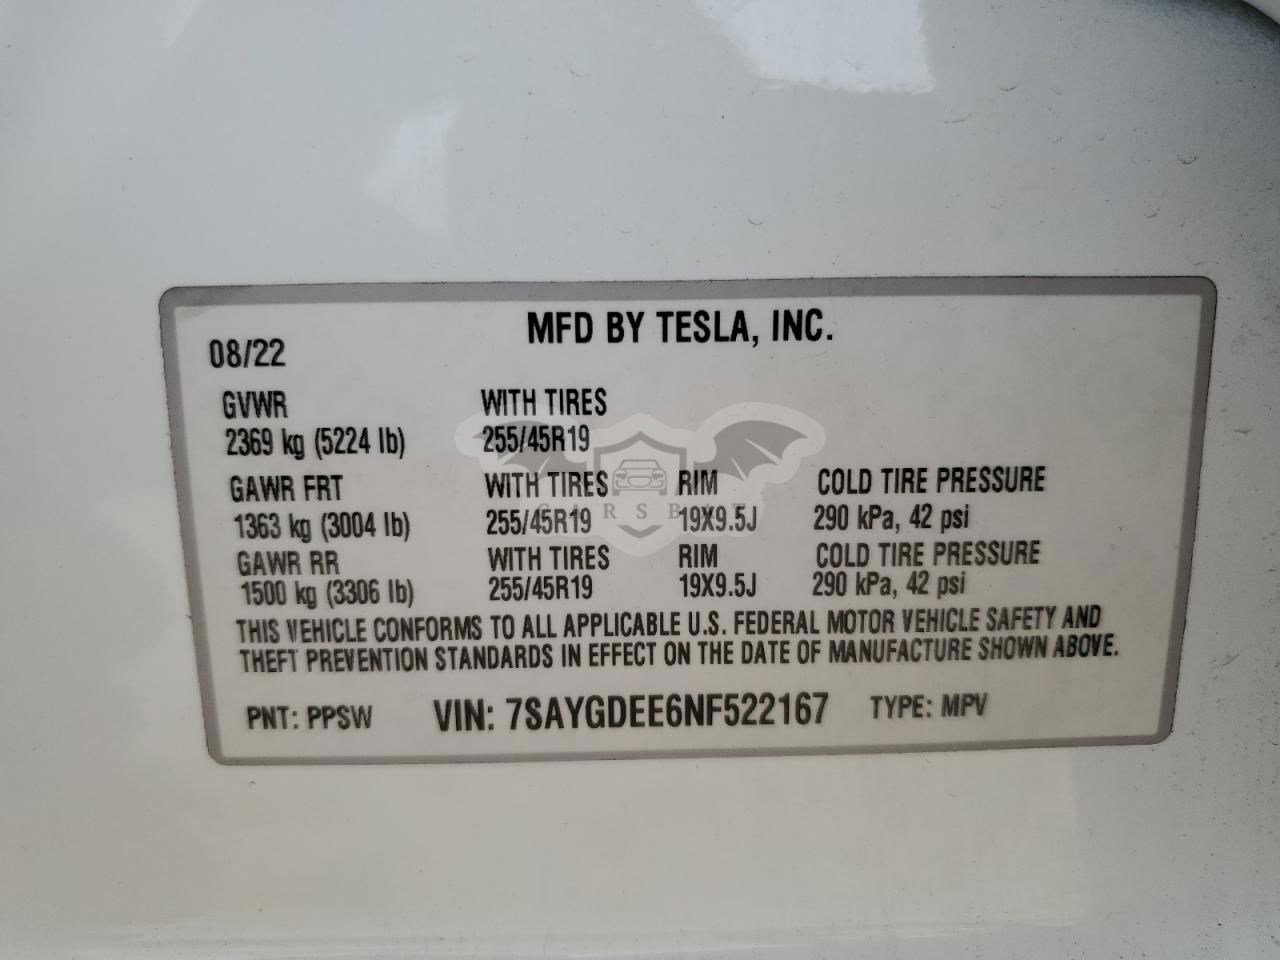 MFD BY TESLA, INC.
08/22
GVWR WITH TIRES
2369 kg (5224 lb) 255/45R19
GAWR FRT WITH TIRES RIM COLD TIRE PRESSURE
1363 kg (3004 lb) 255/45R19 19X9.5J 290 kPa, 42 psi
GAWR RR WITH TIRES RIM COLD TIRE PRESSURE
1500 kg (3306 lb) 255/45R19 19X9.5J 290 kPa, 42 psi
THIS VEHICLE CONFORMS TO ALL APPLICABLE U.S. FEDERAL MOTOR VEHICLE SAFETY AND
THEFT PREVENTION STANDARDS IN EFFECT ON THE DATE OF MANUFACTURE SHOWN ABOVE.
PNT: PPSW VIN: 7SAYGDEE6NF522167 TYPE: MPV